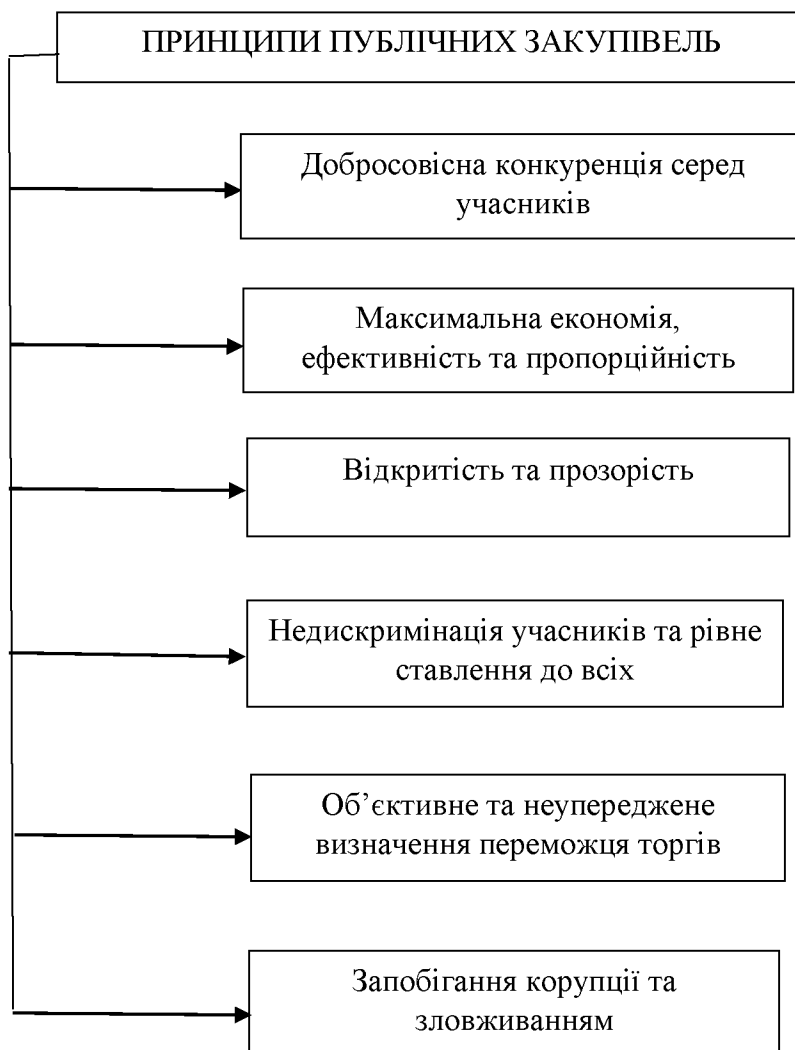 ПРИНЦИПИ ПУБЛІЧНИХ ЗАКУПІВЕЛЬ
Добросовісна конкуренція серед
учасників
Максимальна економія,
ефективність та пропорційність
Відкритість та прозорість
Недискримінація учасників та рівне
ставлення до всіх
Об’єктивне та неупереджене
визначення переможця торгів
Запобігання корупції та
зловживанням